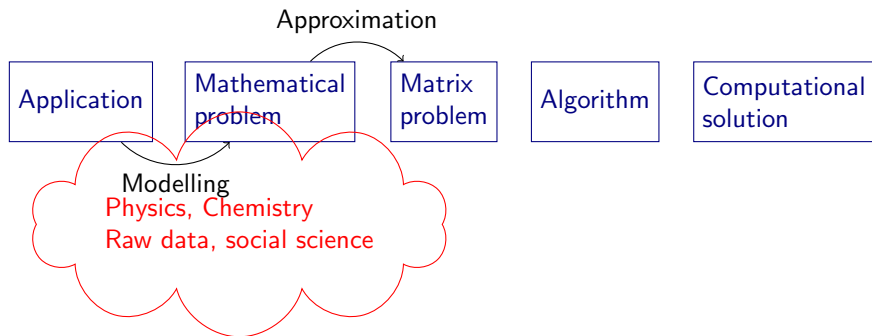 Approximation
Application
Mathematical
problem
Matrix
problem
Algorithm
Computational
solution
Modelling
Physics, Chemistry
Raw data, social science